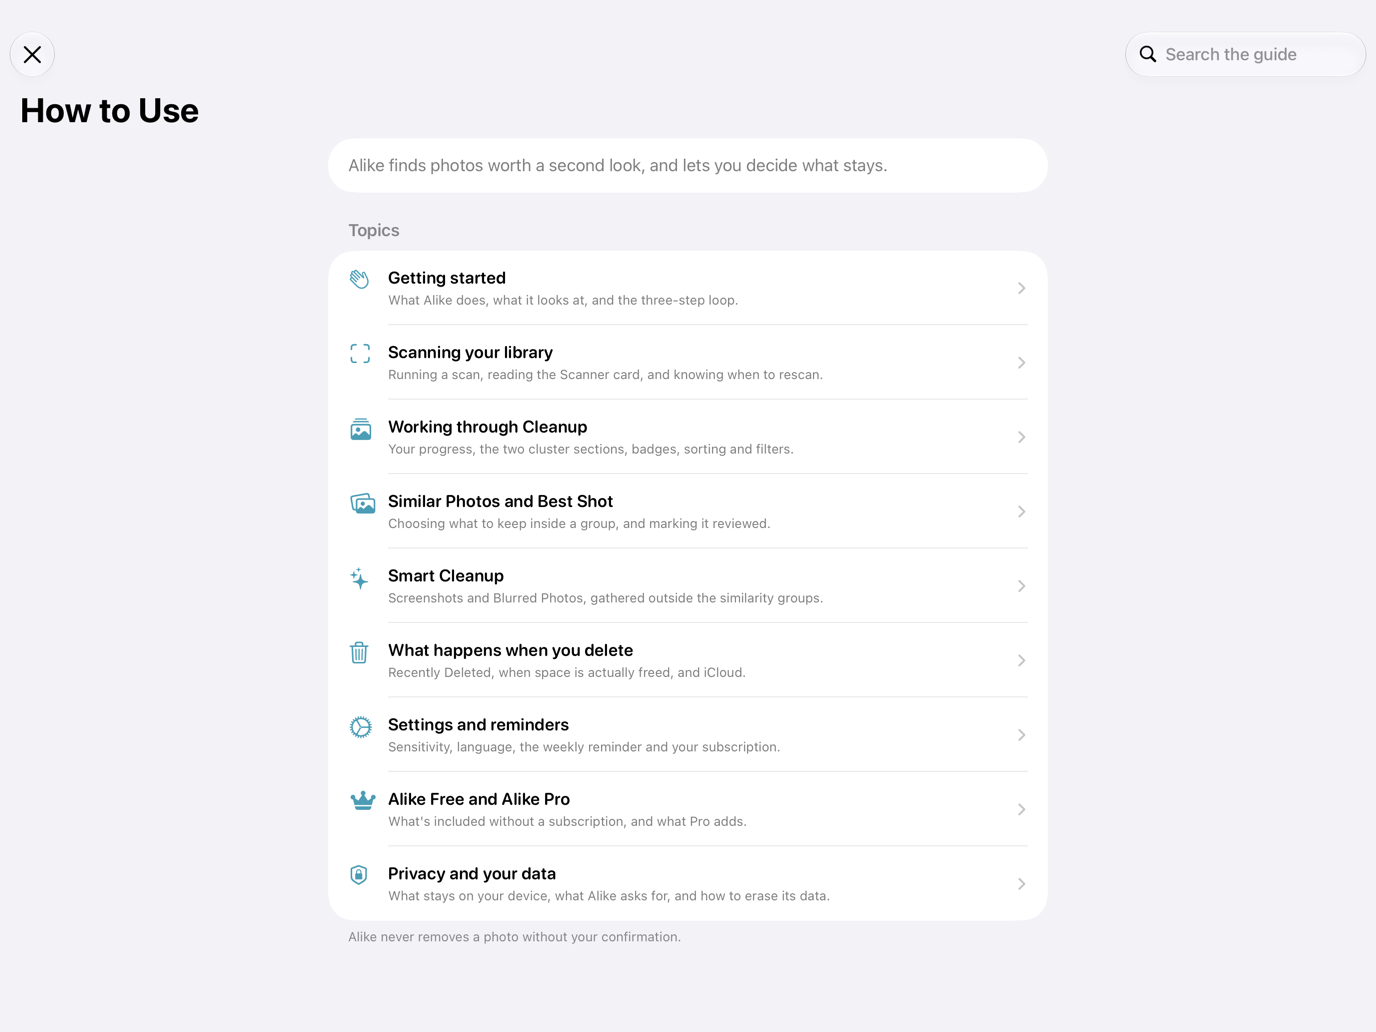 Search the guide
How to Use
Alike finds photos worth a second look, and lets you decide what stays.
Topics
Getting started
What Alike does, what it looks at, and the three-step loop.
Scanning your library
Running a scan, reading the Scanner card, and knowing when to rescan.
Working through Cleanup
Your progress, the two cluster sections, badges, sorting and filters.
Similar Photos and Best Shot
Choosing what to keep inside a group, and marking it reviewed.
Smart Cleanup
Screenshots and Blurred Photos, gathered outside the similarity groups.
What happens when you delete
Recently Deleted, when space is actually freed, and iCloud.
Settings and reminders
Sensitivity, language, the weekly reminder and your subscription.
Alike Free and Alike Pro
What's included without a subscription, and what Pro adds.
Privacy and your data
What stays on your device, what Alike asks for, and how to erase its data.
Alike never removes a photo without your confirmation.